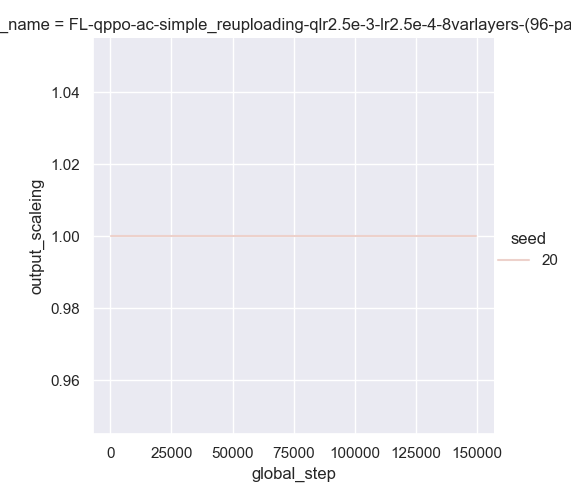 _name = FL-qppo-ac-simple_reuploading-qlr2.5e-3-lr2.5e-4-8varlayers-(96-pa
1.04
1.02
1.00
0.98
0.96
output_scaleing
0 25000 50000 75000 100000 125000 150000
global_step
seed
20